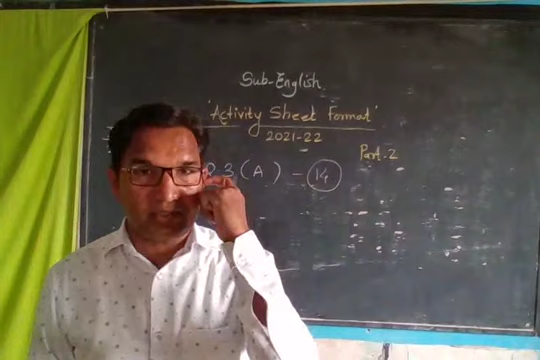 Sub-English
'Activity Sheet Format'
2021-22
Part-2
Q 3 (A) - 14